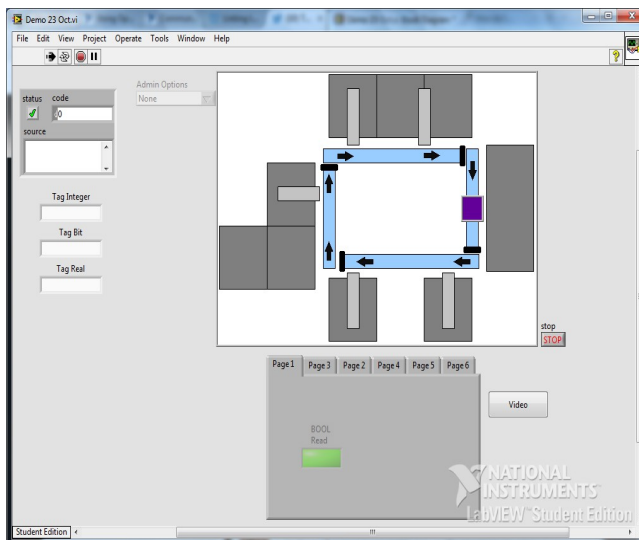 Demo 23 Oct.vi
File Edit View Project Operate Tools Window Help
?
Admin Options
None
status code
0
source
Tag Integer
Tag Bit
Tag Real
stop
STOP
Page 1 Page 3 Page 2 Page 4 Page 5 Page 6
Video
BOOL
Read
NATIONAL
INSTRUMENTS
LabVIEW Student Edition
Student Edition